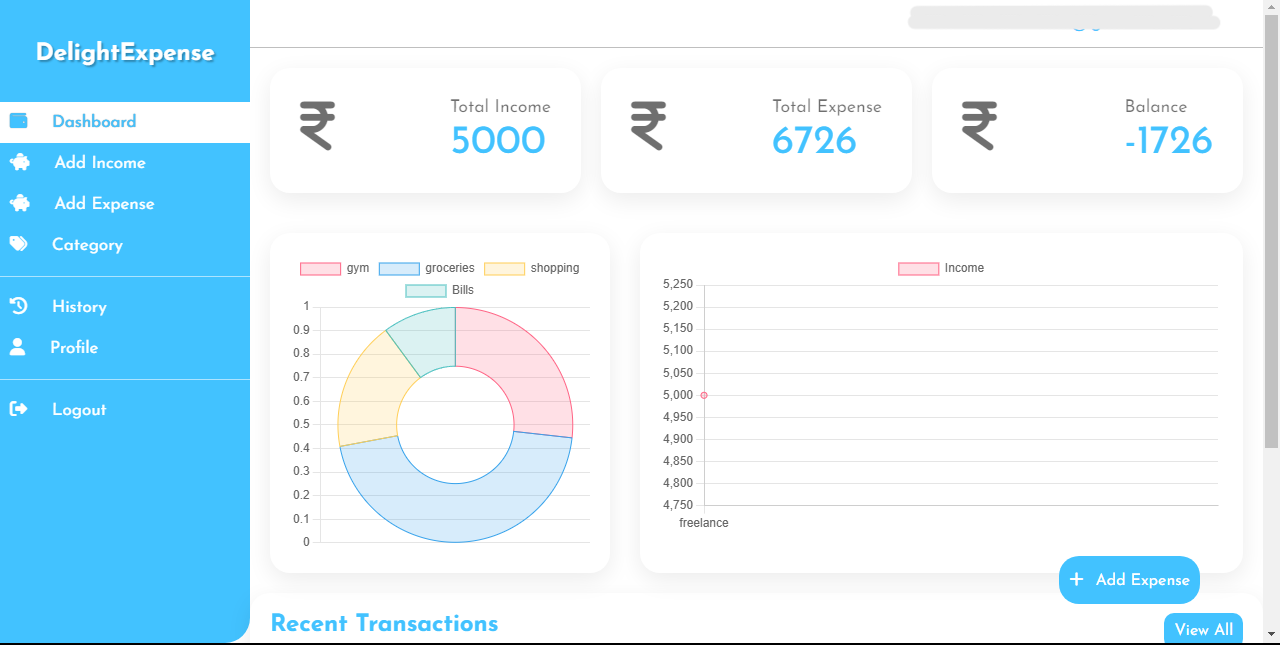 DelightExpense
Dashboard
Add Income
Add Expense
Category
History
Profile
Logout
₹ Total Income
5000
₹ Total Expense
6726
₹ Balance
-1726
gym groceries shopping
Bills
1
0.9
0.8
0.7
0.6
0.5
0.4
0.3
0.2
0.1
0
Income
5,250
5,200
5,150
5,100
5,050
5,000
4,950
4,900
4,850
4,800
4,750
freelance
+ Add Expense
Recent Transactions
View All